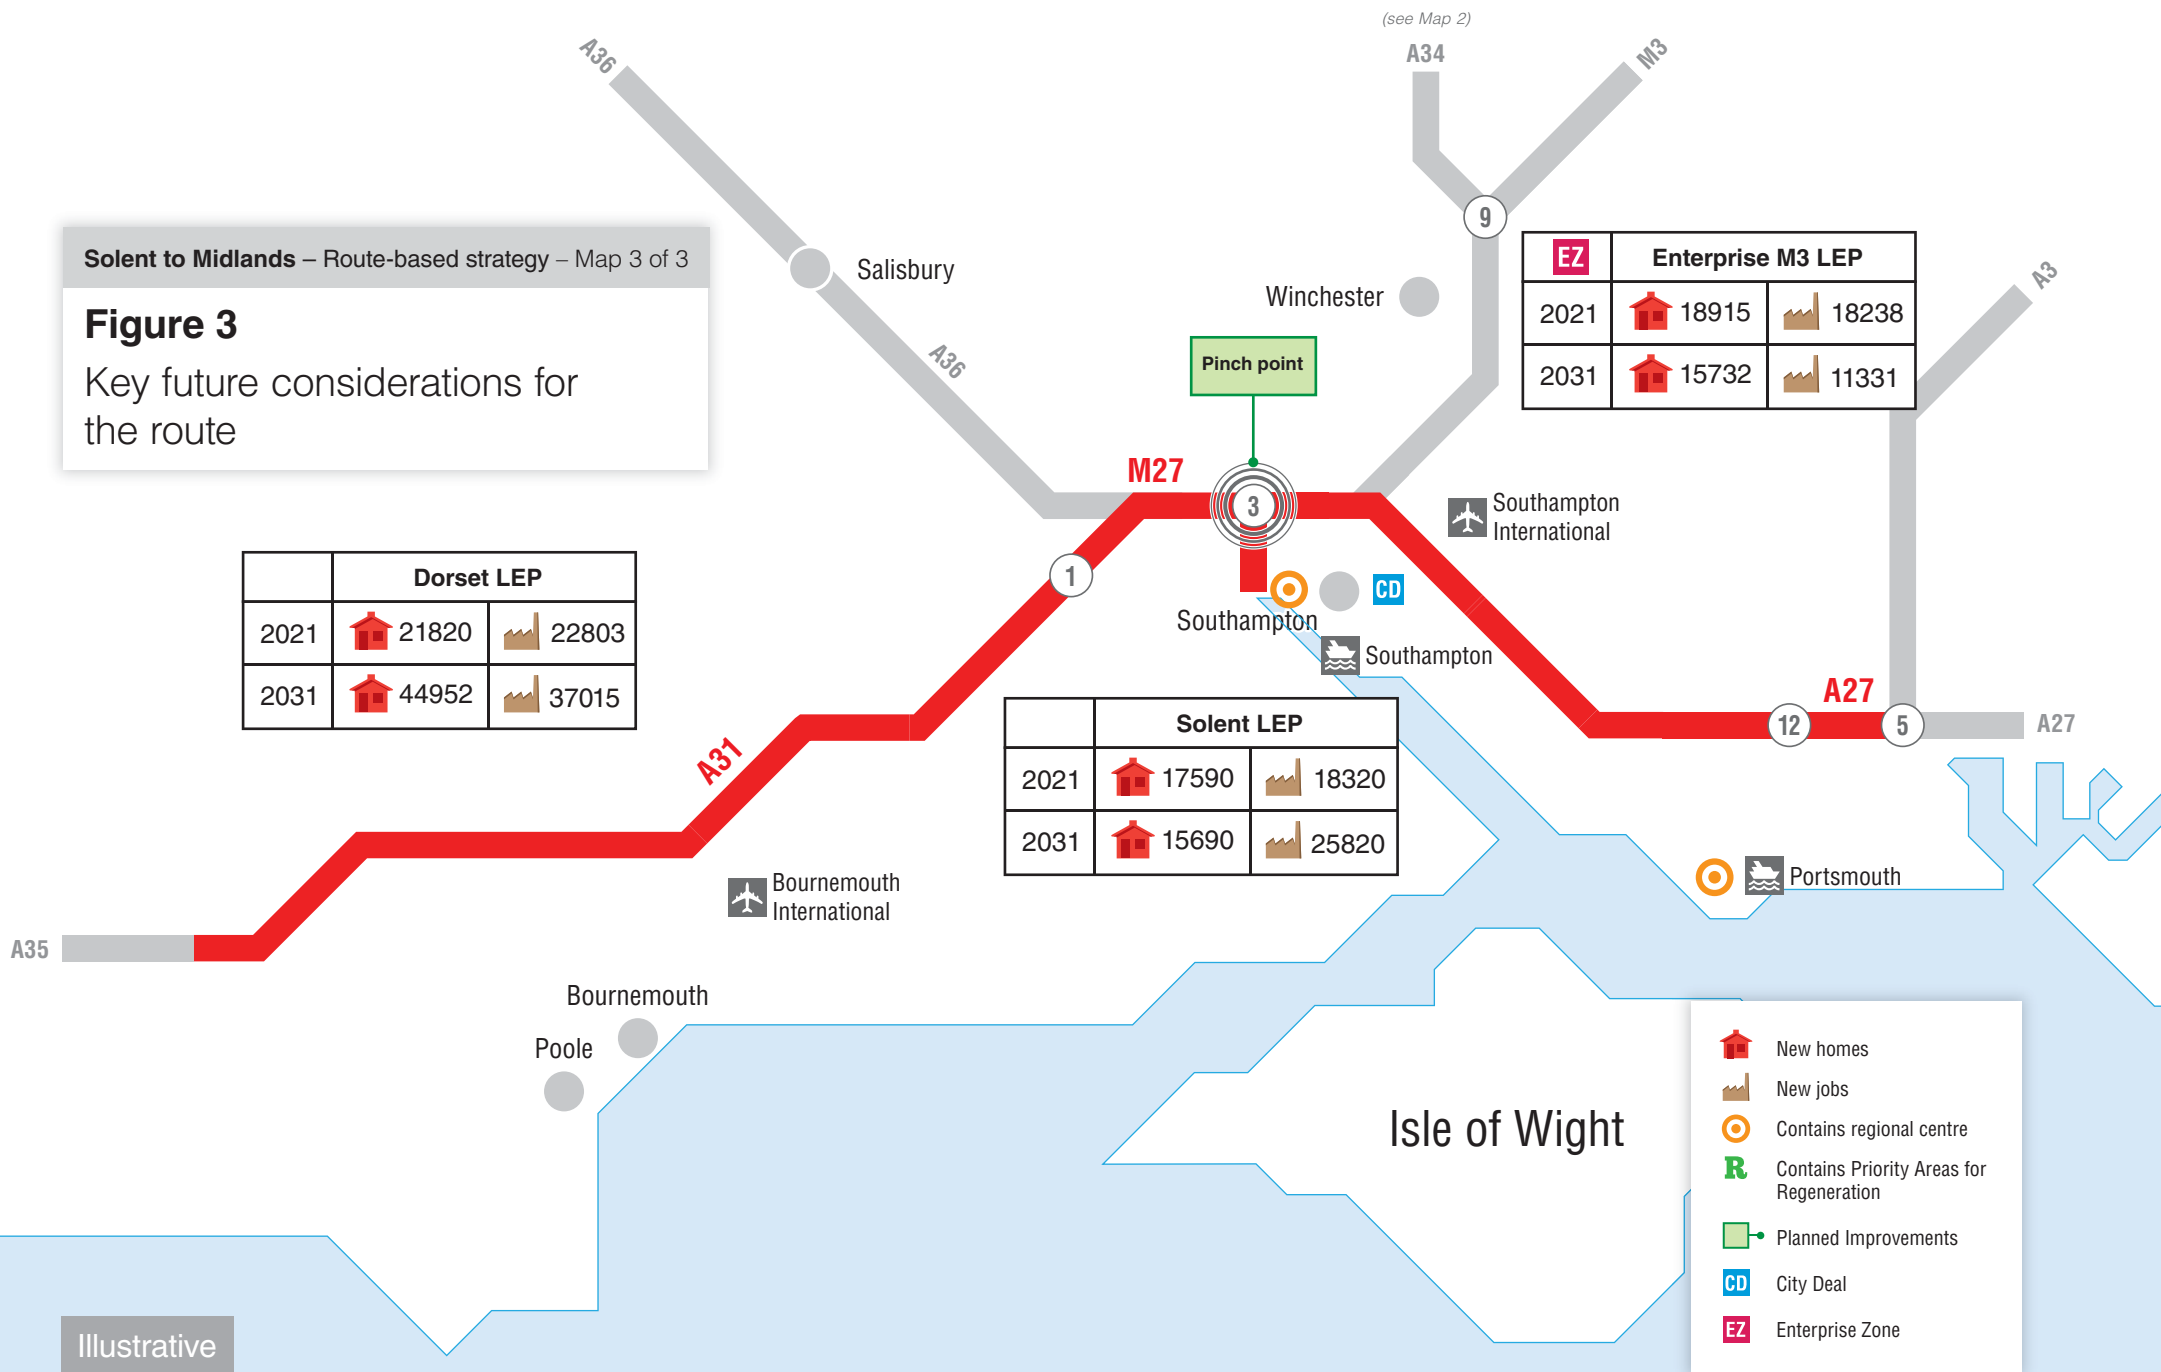 (see Map 2)
A36
A34
M3
Solent to Midlands – Route-based strategy – Map 3 of 3
Figure 3
Key future considerations for
the route
Salisbury
A36
9
Winchester
EZ Enterprise M3 LEP
2021 18915 18238
2031 15732 11331
A3
Pinch point
M27
3
1
Southampton
International
CD
Southampton
Southampton
Dorset LEP
2021 21820 22803
2031 44952 37015
A31
Solent LEP
2021 17590 18320
2031 15690 25820
A27
12
5
A27
Bournemouth
International
Portsmouth
A35
Bournemouth
Poole
Isle of Wight
New homes
New jobs
Contains regional centre
R Contains Priority Areas for
Regeneration
Planned Improvements
CD City Deal
EZ Enterprise Zone
Illustrative